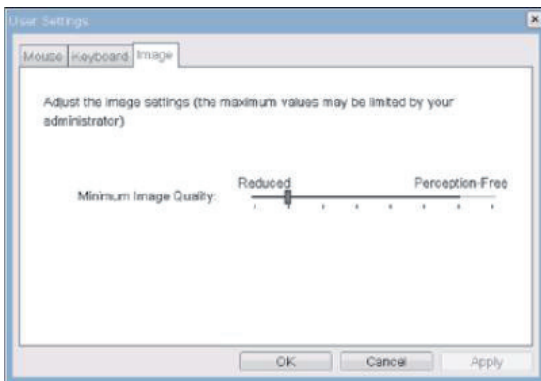 User Settings
Mouse Keyboard Image
Adjust the image settings (the maximum values may be limited by your
administrator)
Reduced Perception-Free
Minimum Image Quality:
OK Cancel Apply